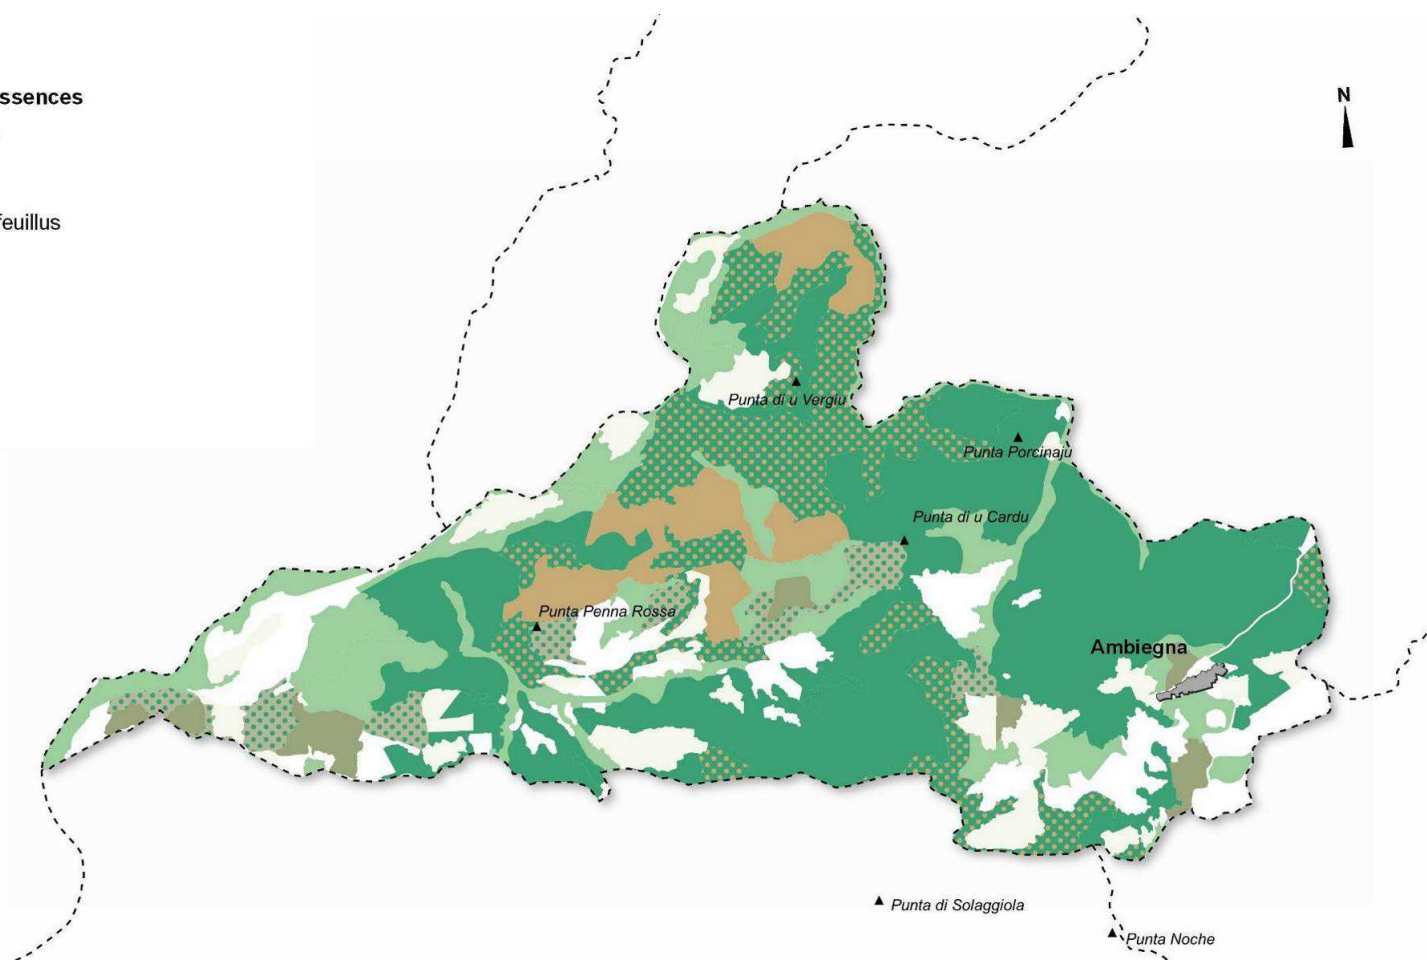 ssences
N
feuillus
Punta di u Vergiu
Punta Porcinaju
Punta di u Cardu
Punta Penna Rossa
Ambiegna
Punta di Solaggiola
Punta Noche